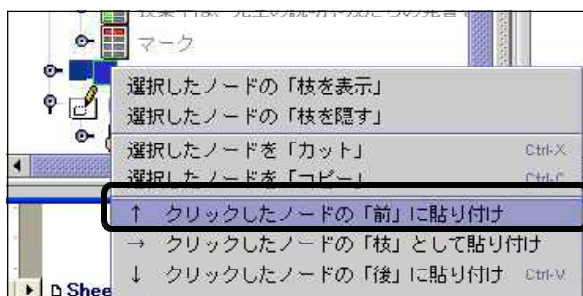 マーク
選択したノードの「枝を表示」
選択したノードの「枝を隠す」
選択したノードを「カット」 Ctrl-X
選択したノードを「コピー」 Ctrl-C
↑ クリックしたノードの「前」に貼り付け
→ クリックしたノードの「枝」として貼り付け
↓ クリックしたノードの「後」に貼り付け Ctrl-V
Shee